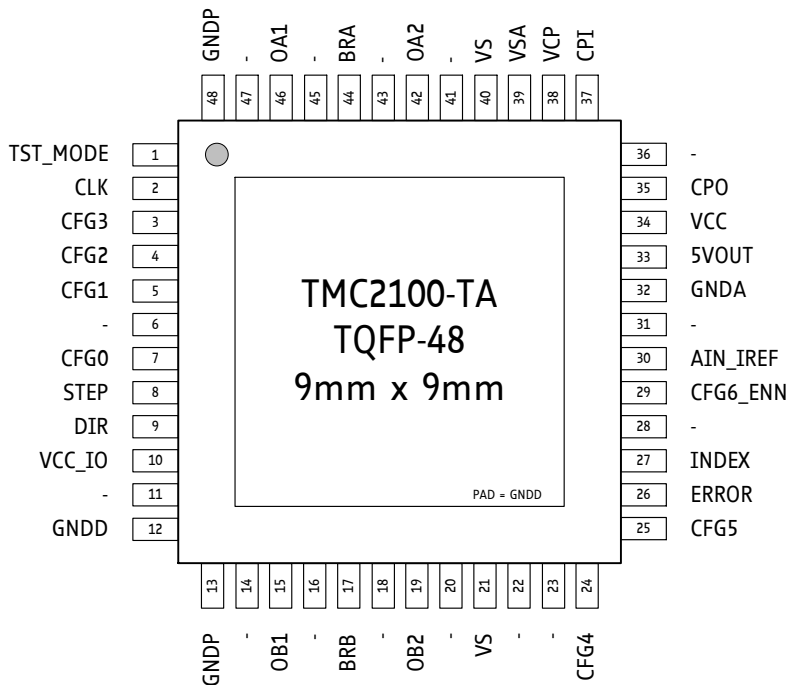 GNDP - OA1 - BRA - OA2 - VS VSA VCP CPI
48 47 46 45 44 43 42 41 40 39 38 37
TST_MODE 1
CLK 2
CFG3 3
CFG2 4
CFG1 5
- 6
CFG0 7
STEP 8
DIR 9
VCC_IO 10
- 11
GNDD 12
TMC2100-TA
TQFP-48
9mm x 9mm
PAD = GNDD
36 -
35 CPO
34 VCC
33 5VOUT
32 GNDA
31 -
30 AIN_IREF
29 CFG6_ENN
28 -
27 INDEX
26 ERROR
25 CFG5
13 14 15 16 17 18 19 20 21 22 23 24
GNDP - OB1 - BRB - OB2 - VS - - CFG4